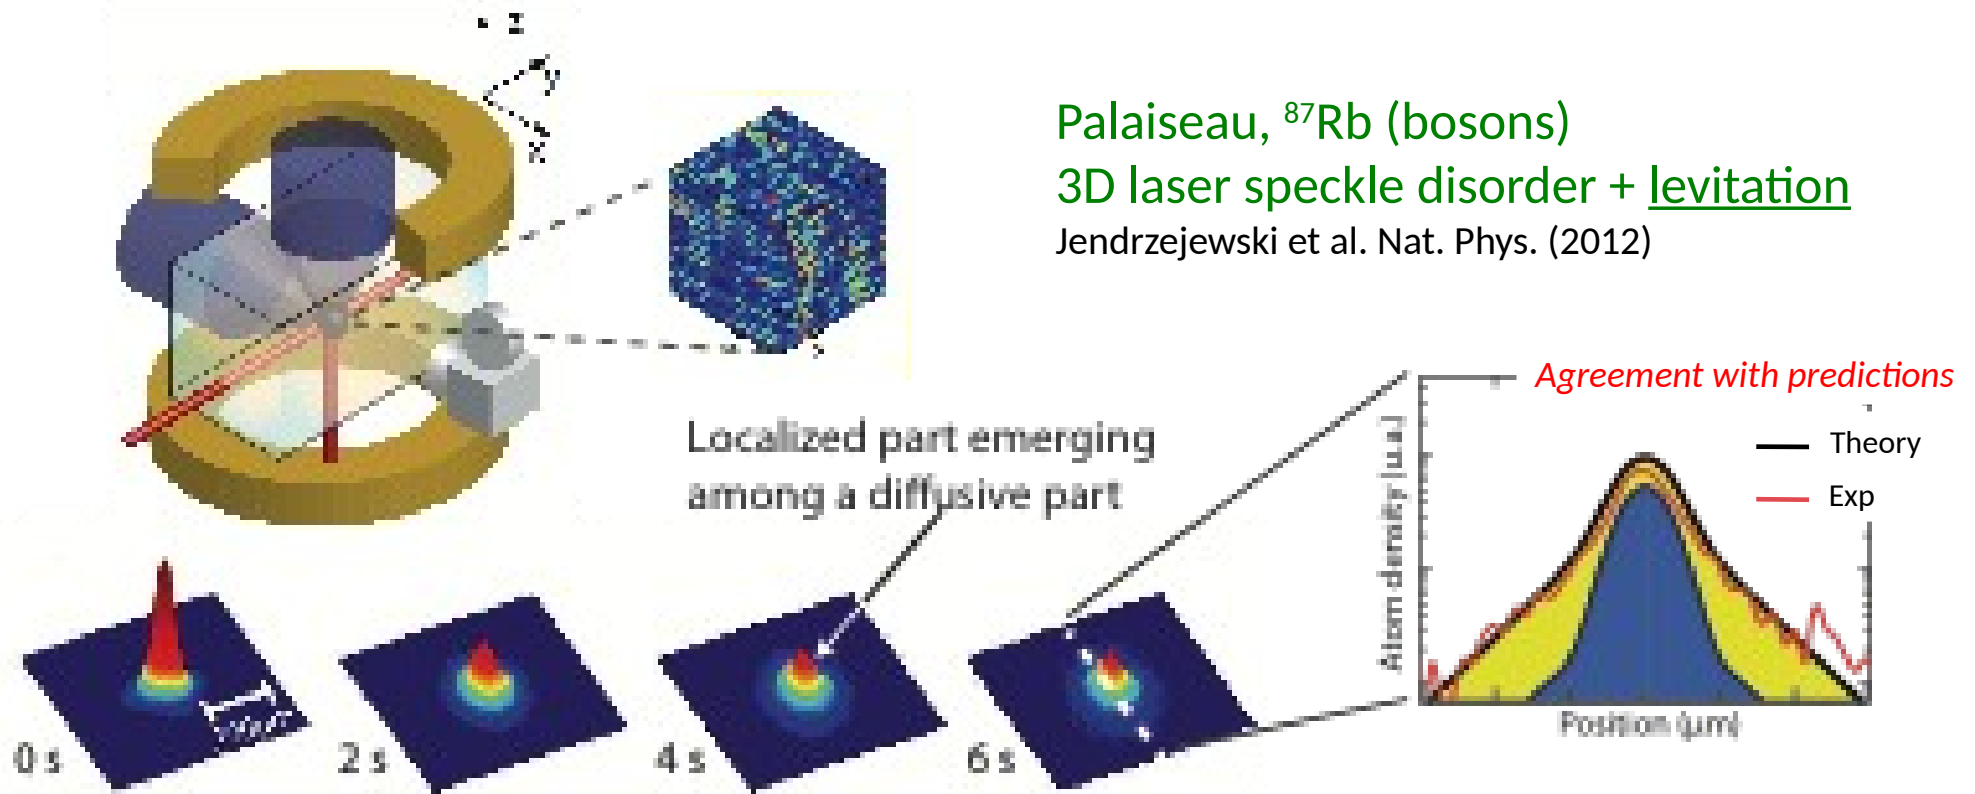 z
y
x
Palaiseau, ⁸⁷Rb (bosons)
3D laser speckle disorder + levitation
Jendrzejewski et al. Nat. Phys. (2012)
Agreement with predictions
Theory
Exp
Localized part emerging
among a diffusive part
Atom density [u.a.]
Position (µm)
0 s
2 s
4 s
6 s